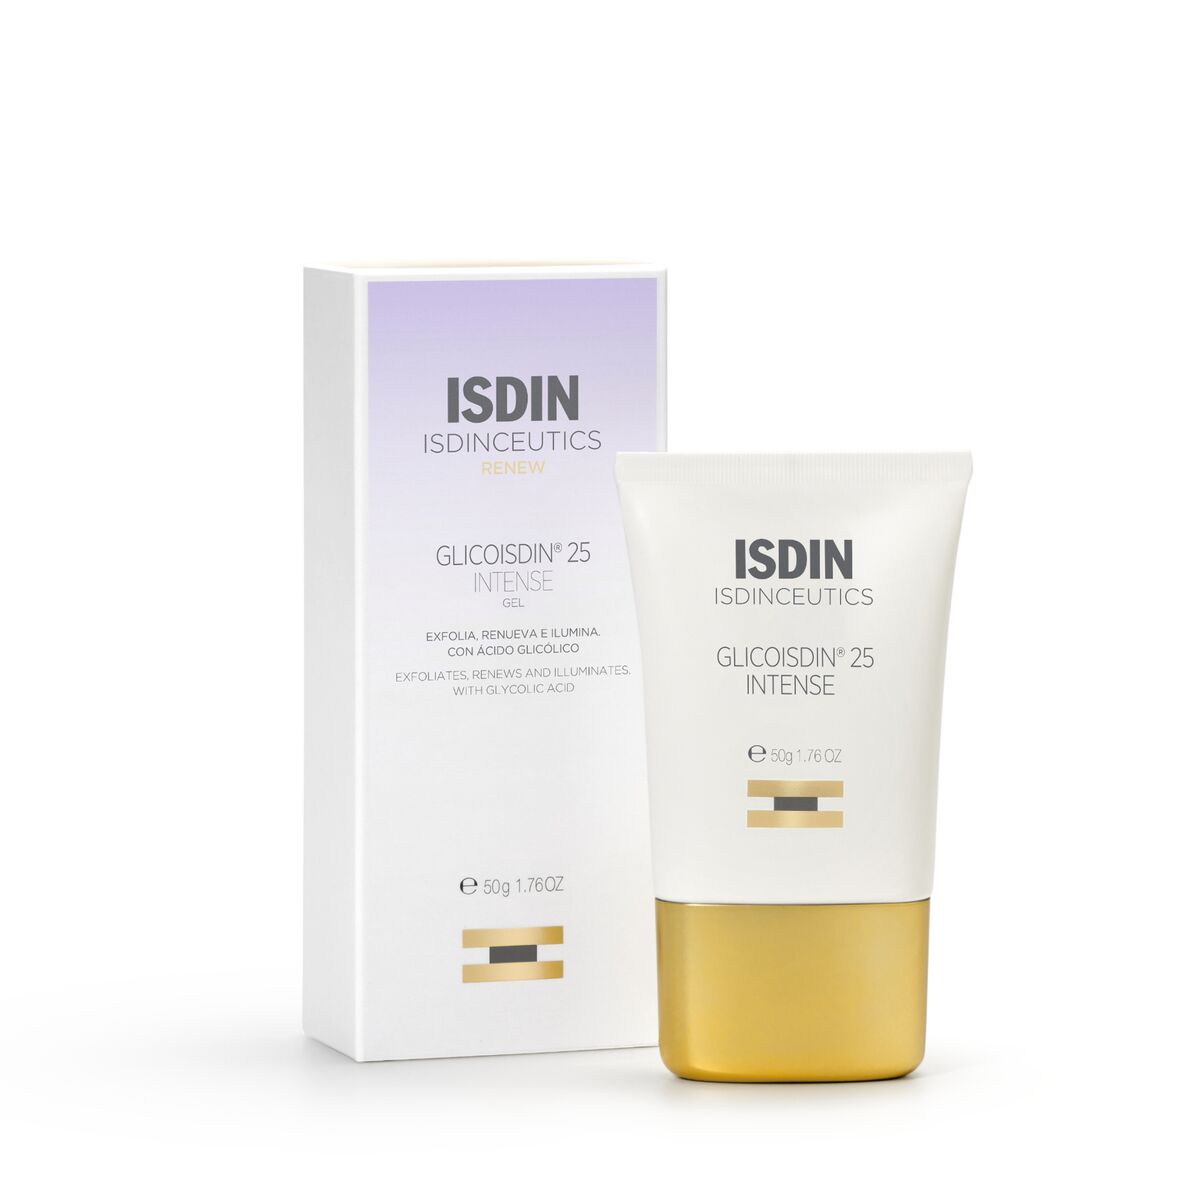 ISDIN
ISDINCEUTICS
RENEW
GLICOISDIN® 25
INTENSE
GEL
EXFOLIA, RENUEVA E ILUMINA.
CON ÁCIDO GLICÓLICO
EXFOLIATES, RENEWS AND ILLUMINATES.
WITH GLYCOLIC ACID
℮ 50g 1.76OZ
ISDIN
ISDINCEUTICS
GLICOISDIN® 25
INTENSE
℮ 50g 1.76 OZ